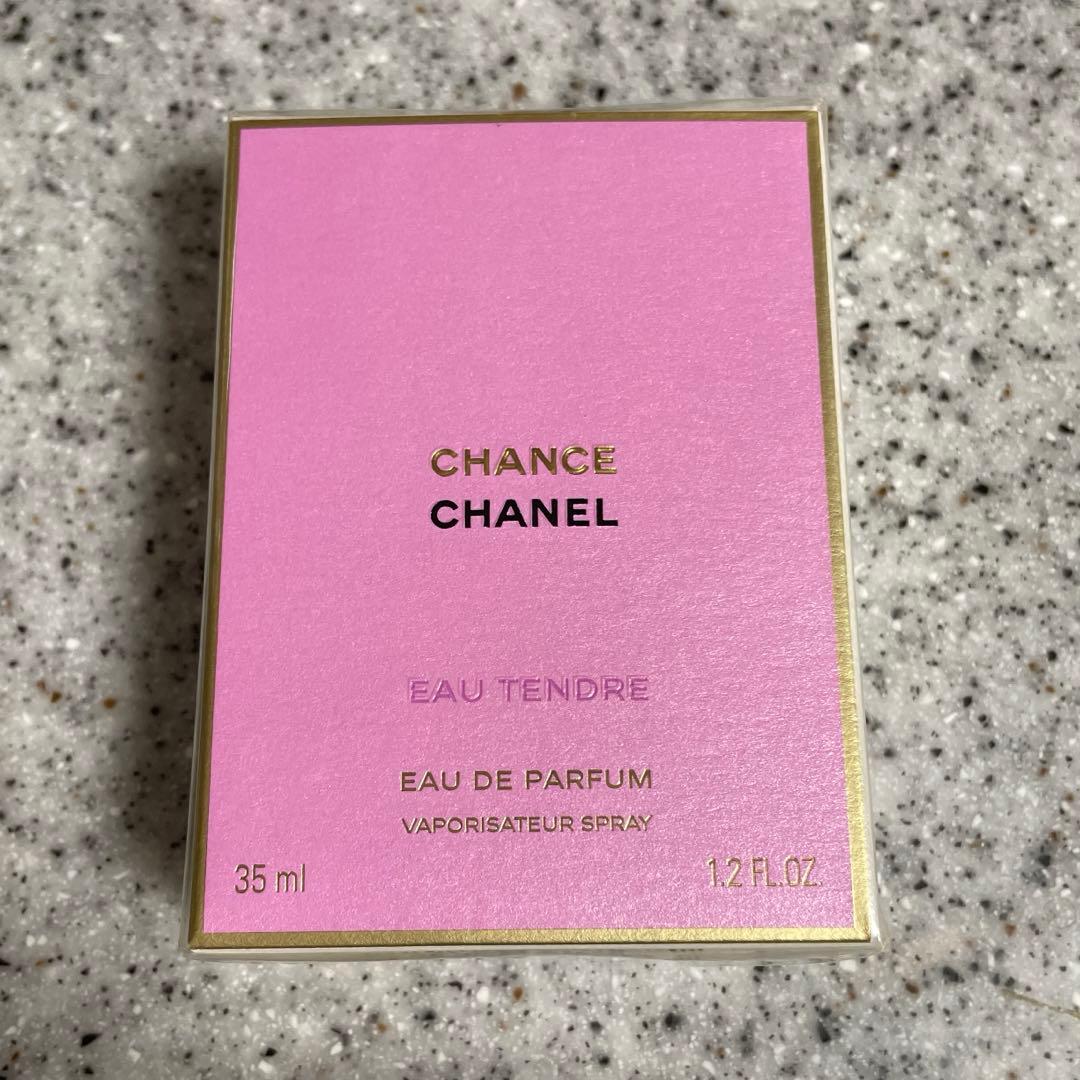 CHANCE
CHANEL
EAU TENDRE
EAU DE PARFUM
VAPORISATEUR SPRAY
35 ml
1.2 FL.OZ.